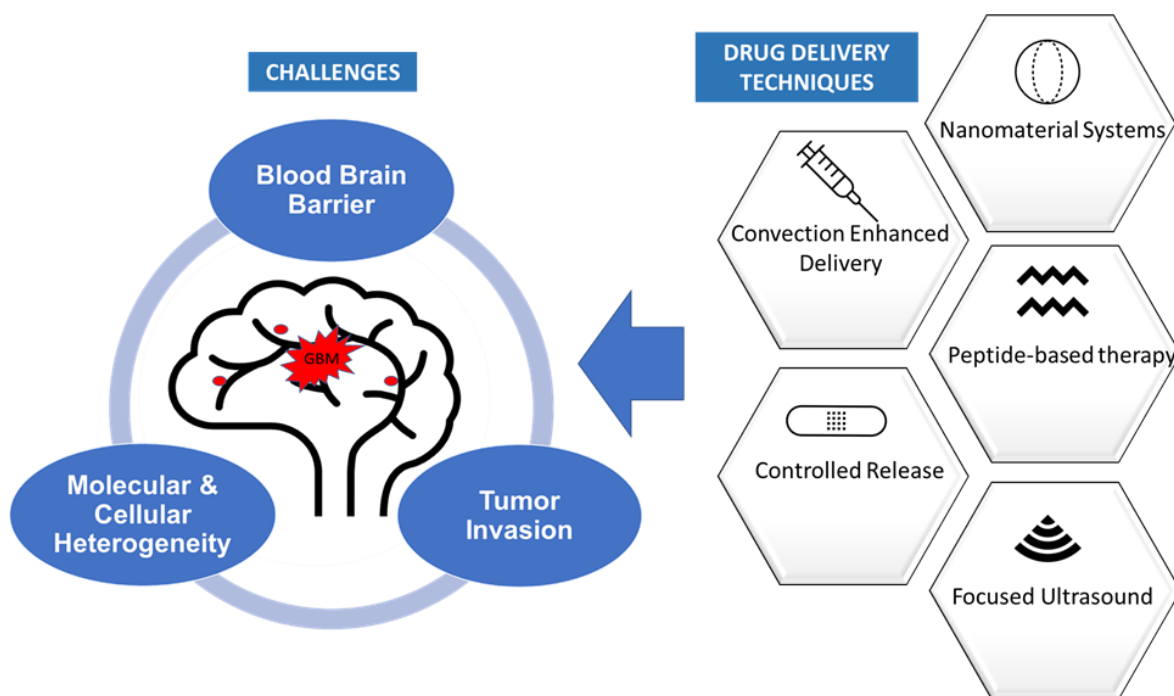 CHALLENGES
Blood Brain
Barrier
GBM
Molecular &
Cellular
Heterogeneity
Tumor
Invasion
DRUG DELIVERY
TECHNIQUES
Nanomaterial Systems
Convection Enhanced
Delivery
Peptide-based therapy
Controlled Release
Focused Ultrasound